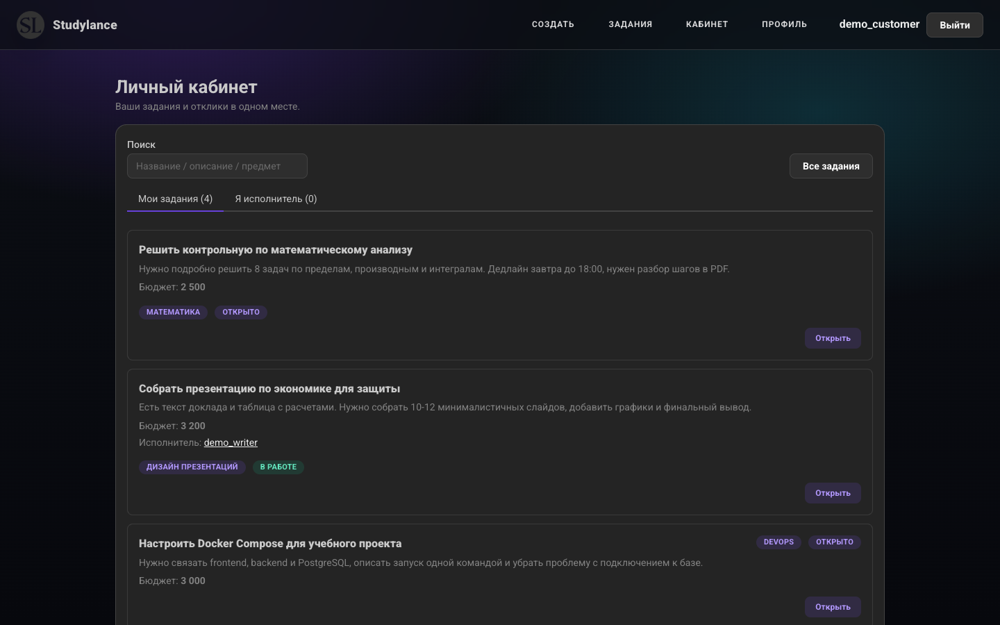 SL Studylance
СОЗДАТЬ ЗАДАНИЯ КАБИНЕТ ПРОФИЛЬ demo_customer Выйти
Личный кабинет
Ваши задания и отклики в одном месте.
Поиск
Название / описание / предмет
Все задания
Мои задания (4) Я исполнитель (0)
Решить контрольную по математическому анализу
Нужно подробно решить 8 задач по пределам, производным и интегралам. Дедлайн завтра до 18:00, нужен разбор шагов в PDF.
Бюджет: 2 500
МАТЕМАТИКА ОТКРЫТО
Открыть
Собрать презентацию по экономике для защиты
Есть текст доклада и таблица с расчетами. Нужно собрать 10-12 минималистичных слайдов, добавить графики и финальный вывод.
Бюджет: 3 200
Исполнитель: demo_writer
ДИЗАЙН ПРЕЗЕНТАЦИЙ В РАБОТЕ
Открыть
Настроить Docker Compose для учебного проекта DEVOPS ОТКРЫТО
Нужно связать frontend, backend и PostgreSQL, описать запуск одной командой и убрать проблему с подключением к базе.
Бюджет: 3 000
Открыть